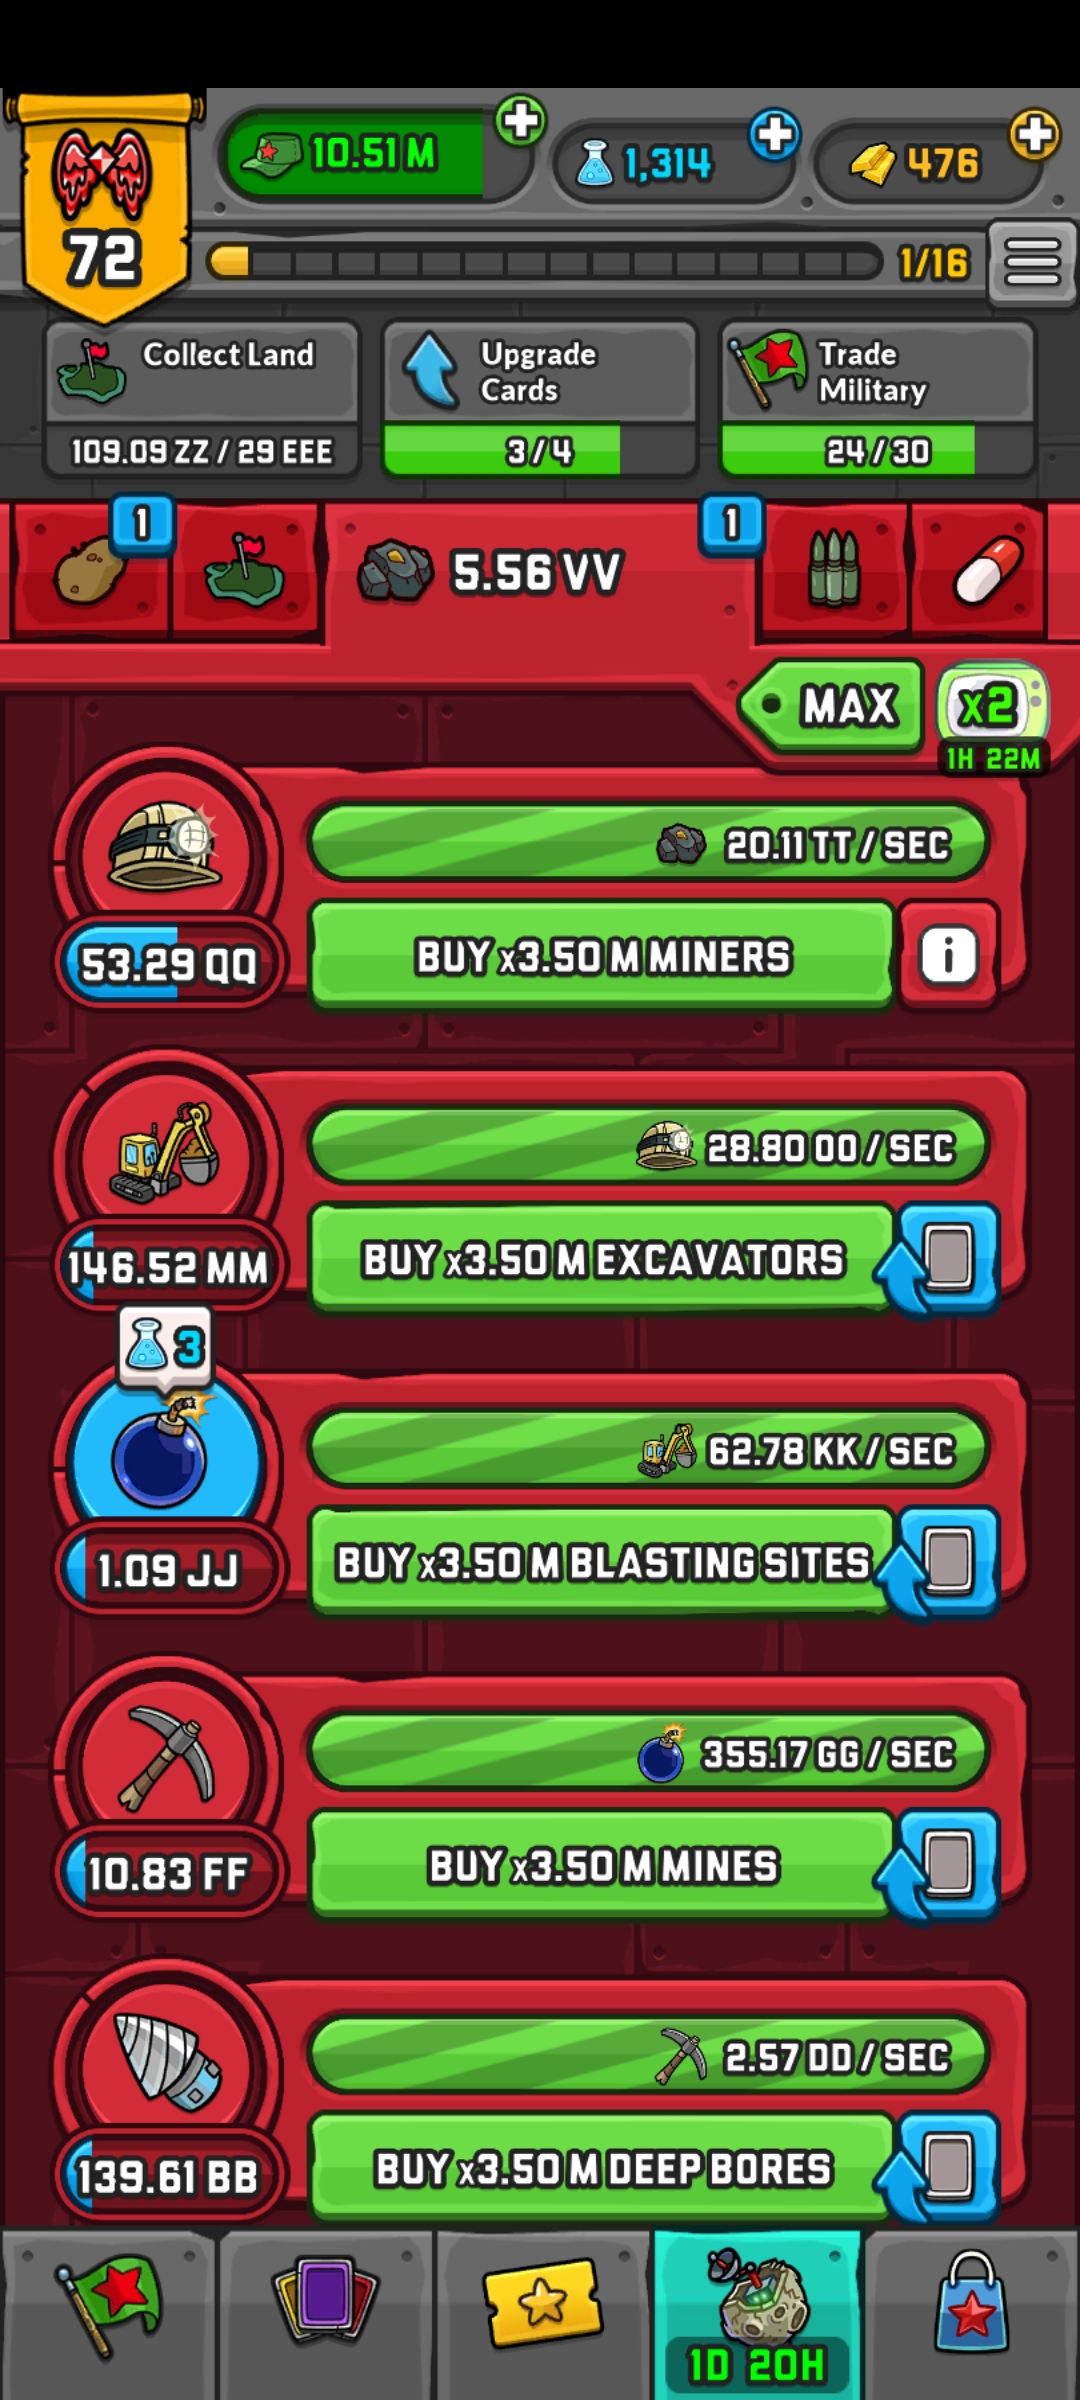 10.51 M
1,314
476
72
1/16
Collect Land
109.09 ZZ / 29 EEE
Upgrade
Cards
3/4
Trade
Military
24/30
1
5.56 VV
1
MAX
x2
1H 22M
20.11 TT / SEC
53.29 QQ
BUY x3.50 M MINERS
i
28.80 OO / SEC
146.52 MM
BUY x3.50 M EXCAVATORS
3
62.78 KK / SEC
1.09 JJ
BUY x3.50 M BLASTING SITES
355.17 GG / SEC
10.83 FF
BUY x3.50 M MINES
2.57 DD / SEC
139.61 BB
BUY x3.50 M DEEP BORES
1D 20H